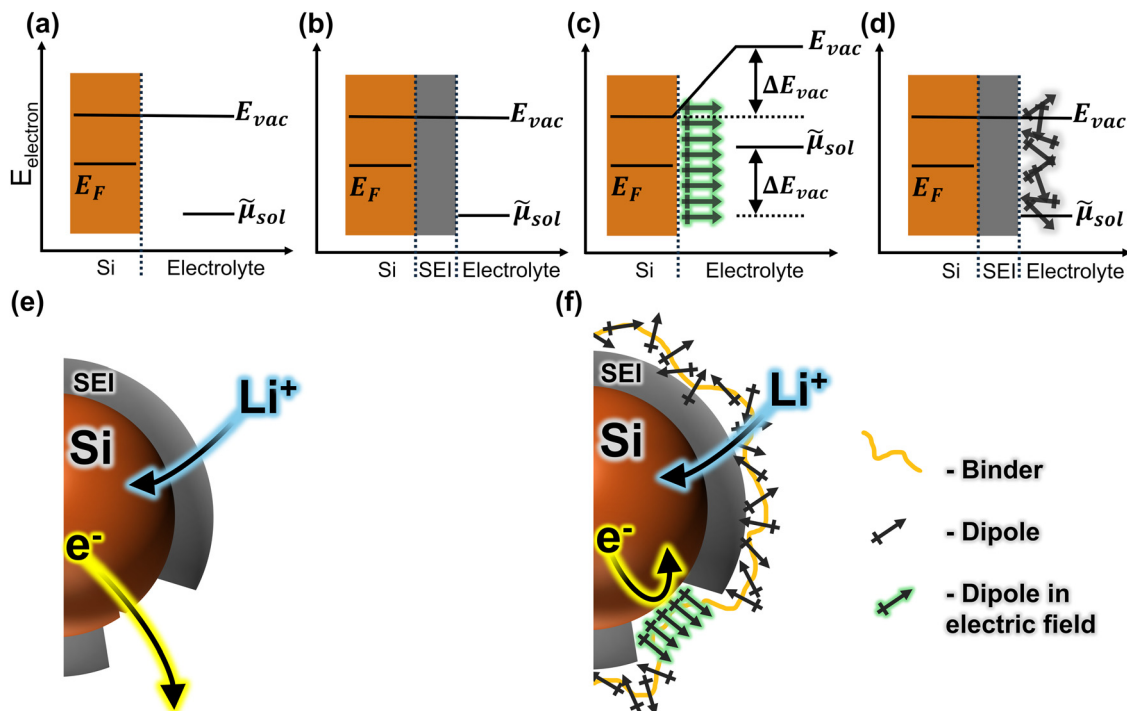 (a)
E_electron
E_vac
E_F
μ̃_sol
Si
Electrolyte
(b)
E_vac
E_F
μ̃_sol
Si
SEI
Electrolyte
(c)
E_vac
ΔE_vac
μ̃_sol
E_F
ΔE_vac
Si
Electrolyte
(d)
E_vac
E_F
μ̃_sol
Si
SEI
Electrolyte
(e)
SEI
Li⁺
Si
e⁻
(f)
SEI
Li⁺
Si
e⁻
- Binder
- Dipole
- Dipole in
electric field